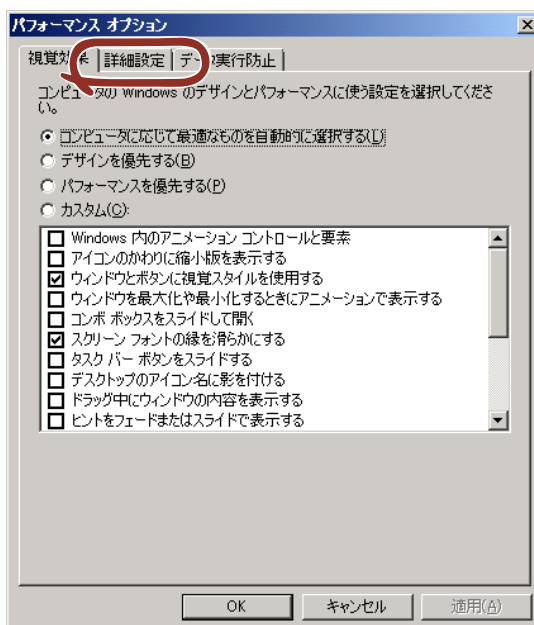 パフォーマンス オプション
視覚効果 詳細設定 データ実行防止
コンピュータの Windows のデザインとパフォーマンスに使う設定を選択してくださ
い。
コンピュータに応じて最適なものを自動的に選択する(L)
デザインを優先する(B)
パフォーマンスを優先する(P)
カスタム(C):
Windows 内のアニメーション コントロールと要素
アイコンのかわりに縮小版を表示する
ウィンドウとボタンに視覚スタイルを使用する
ウィンドウを最大化や最小化するときにアニメーションで表示する
コンボ ボックスをスライドして開く
スクリーン フォントの縁を滑らかにする
タスク バー ボタンをスライドする
デスクトップのアイコン名に影を付ける
ドラッグ中にウィンドウの内容を表示する
ヒントをフェードまたはスライドで表示する
OK キャンセル 適用(A)